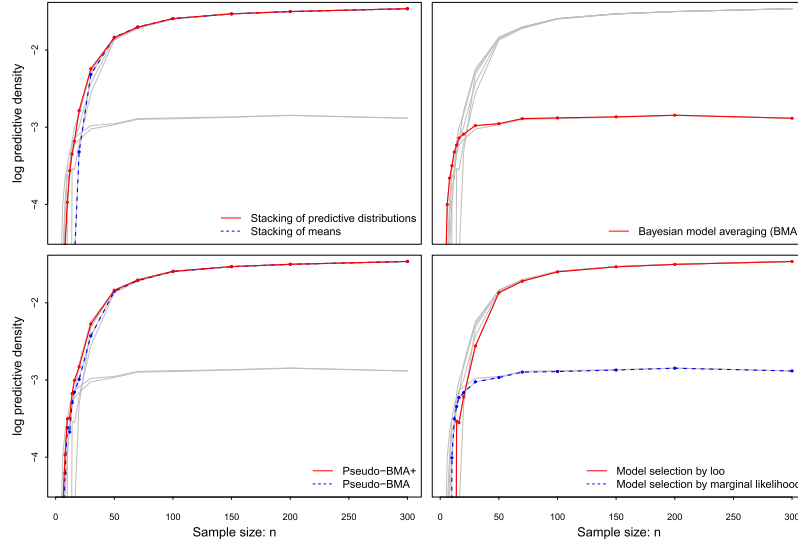 −2
−3
−4
log predictive density
Stacking of predictive distributions
Stacking of means
Bayesian model averaging (BMA
−2
−3
−4
log predictive density
Pseudo−BMA+
Pseudo−BMA
Model selection by loo
Model selection by marginal likelihood
0 50 100 150 200 250 300
0 50 100 150 200 250 300
Sample size: n
Sample size: n